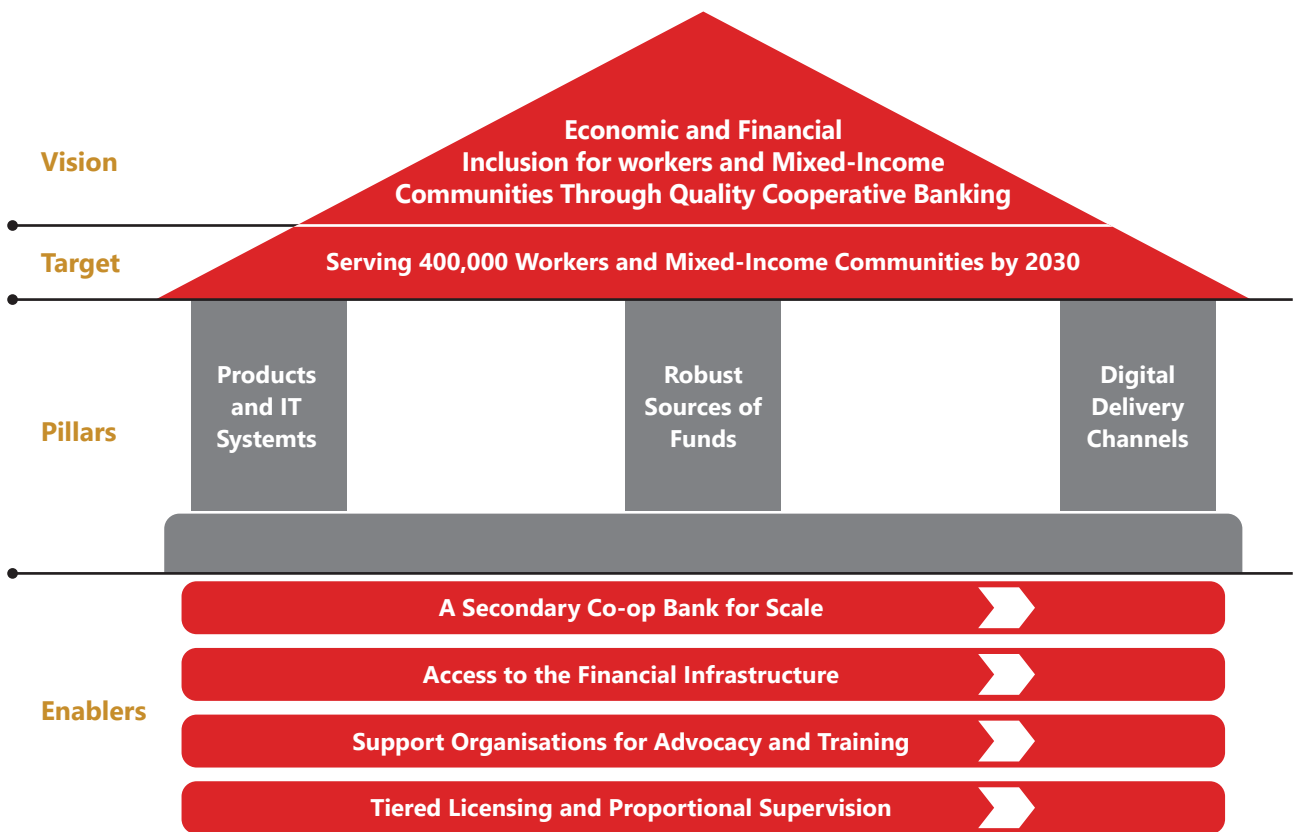 Vision
Economic and Financial
Inclusion for workers and Mixed-Income
Communities Through Quality Cooperative Banking
Target
Serving 400,000 Workers and Mixed-Income Communities by 2030
Pillars
Products
and IT
Systemts
Robust
Sources of
Funds
Digital
Delivery
Channels
Enablers
A Secondary Co-op Bank for Scale
Access to the Financial Infrastructure
Support Organisations for Advocacy and Training
Tiered Licensing and Proportional Supervision